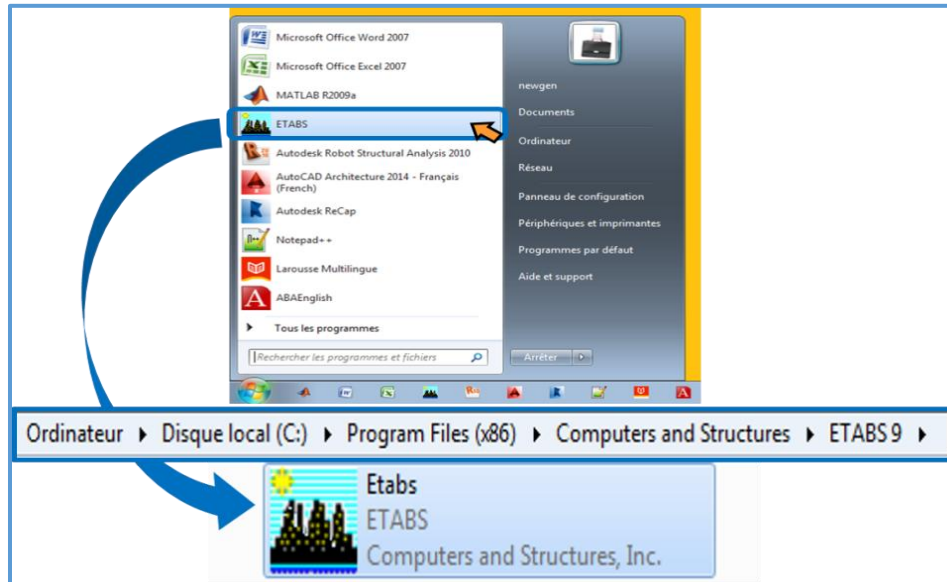 Microsoft Office Word 2007
Microsoft Office Excel 2007
MATLAB R2009a
ETABS
Autodesk Robot Structural Analysis 2010
AutoCAD Architecture 2014 - Français
(French)
Autodesk ReCap
Notepad++
Larousse Multilingue
ABAEnglish
Tous les programmes
Rechercher les programmes et fichiers
newgen
Documents
Ordinateur
Réseau
Panneau de configuration
Périphériques et imprimantes
Programmes par défaut
Aide et support
Arrêter
Ordinateur ▸ Disque local (C:) ▸ Program Files (x86) ▸ Computers and Structures ▸ ETABS 9 ▸
Etabs
ETABS
Computers and Structures, Inc.